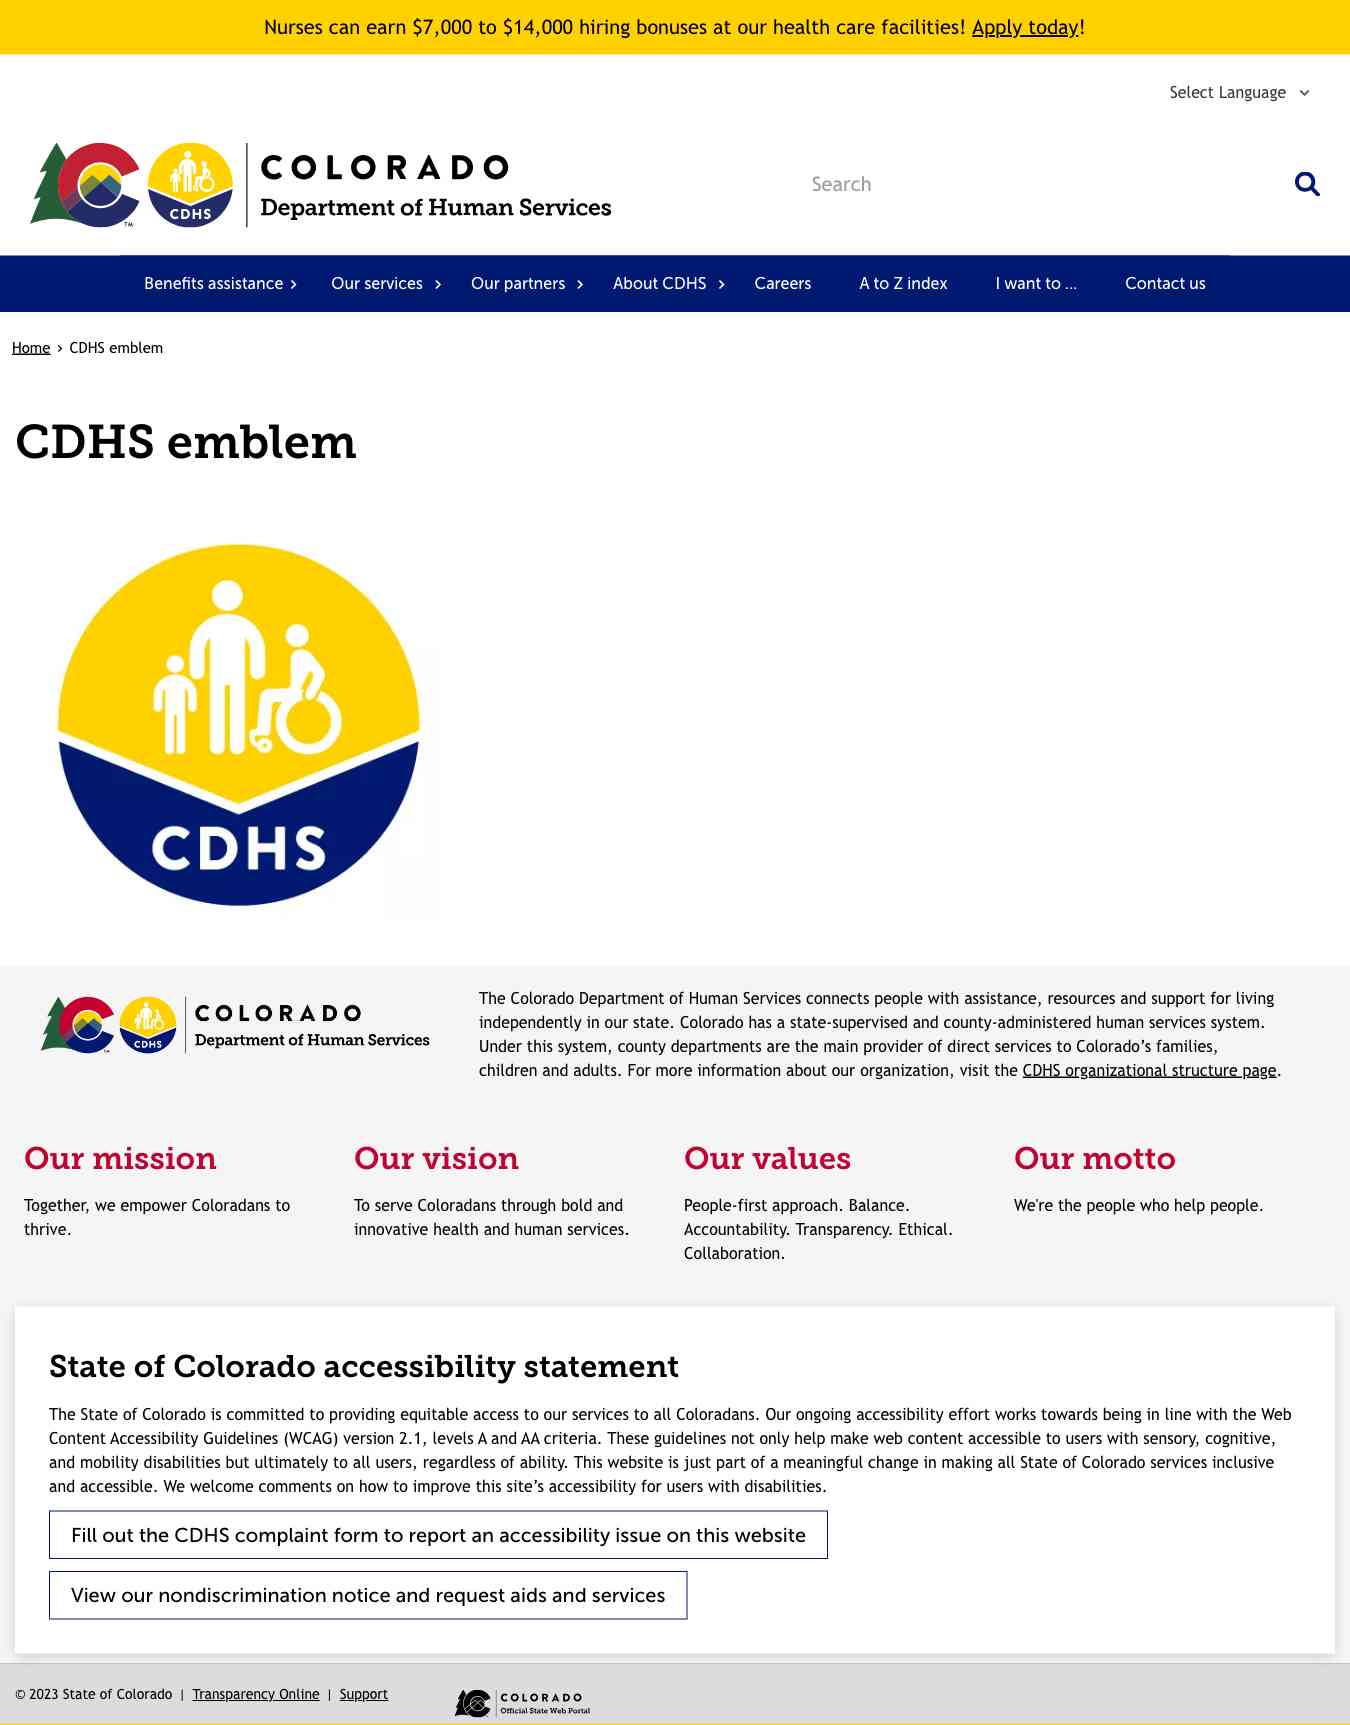 Nurses can earn $7,000 to $14,000 hiring bonuses at our health care facilities! Apply today!
Select Language
CDHS
TM
COLORADO
Department of Human Services
Search
Benefits assistance
Our services
Our partners
About CDHS
Careers
A to Z index
I want to ...
Contact us
Home › CDHS emblem
CDHS emblem
CDHS
CDHS
COLORADO
Department of Human Services
The Colorado Department of Human Services connects people with assistance, resources and support for living
independently in our state. Colorado has a state-supervised and county-administered human services system.
Under this system, county departments are the main provider of direct services to Colorado’s families,
children and adults. For more information about our organization, visit the CDHS organizational structure page.
Our mission
Together, we empower Coloradans to
thrive.
Our vision
To serve Coloradans through bold and
innovative health and human services.
Our values
People-first approach. Balance.
Accountability. Transparency. Ethical.
Collaboration.
Our motto
We're the people who help people.
State of Colorado accessibility statement
The State of Colorado is committed to providing equitable access to our services to all Coloradans. Our ongoing accessibility effort works towards being in line with the Web
Content Accessibility Guidelines (WCAG) version 2.1, levels A and AA criteria. These guidelines not only help make web content accessible to users with sensory, cognitive,
and mobility disabilities but ultimately to all users, regardless of ability. This website is just part of a meaningful change in making all State of Colorado services inclusive
and accessible. We welcome comments on how to improve this site’s accessibility for users with disabilities.
Fill out the CDHS complaint form to report an accessibility issue on this website
View our nondiscrimination notice and request aids and services
© 2023 State of Colorado | Transparency Online | Support
COLORADO
Official State Web Portal